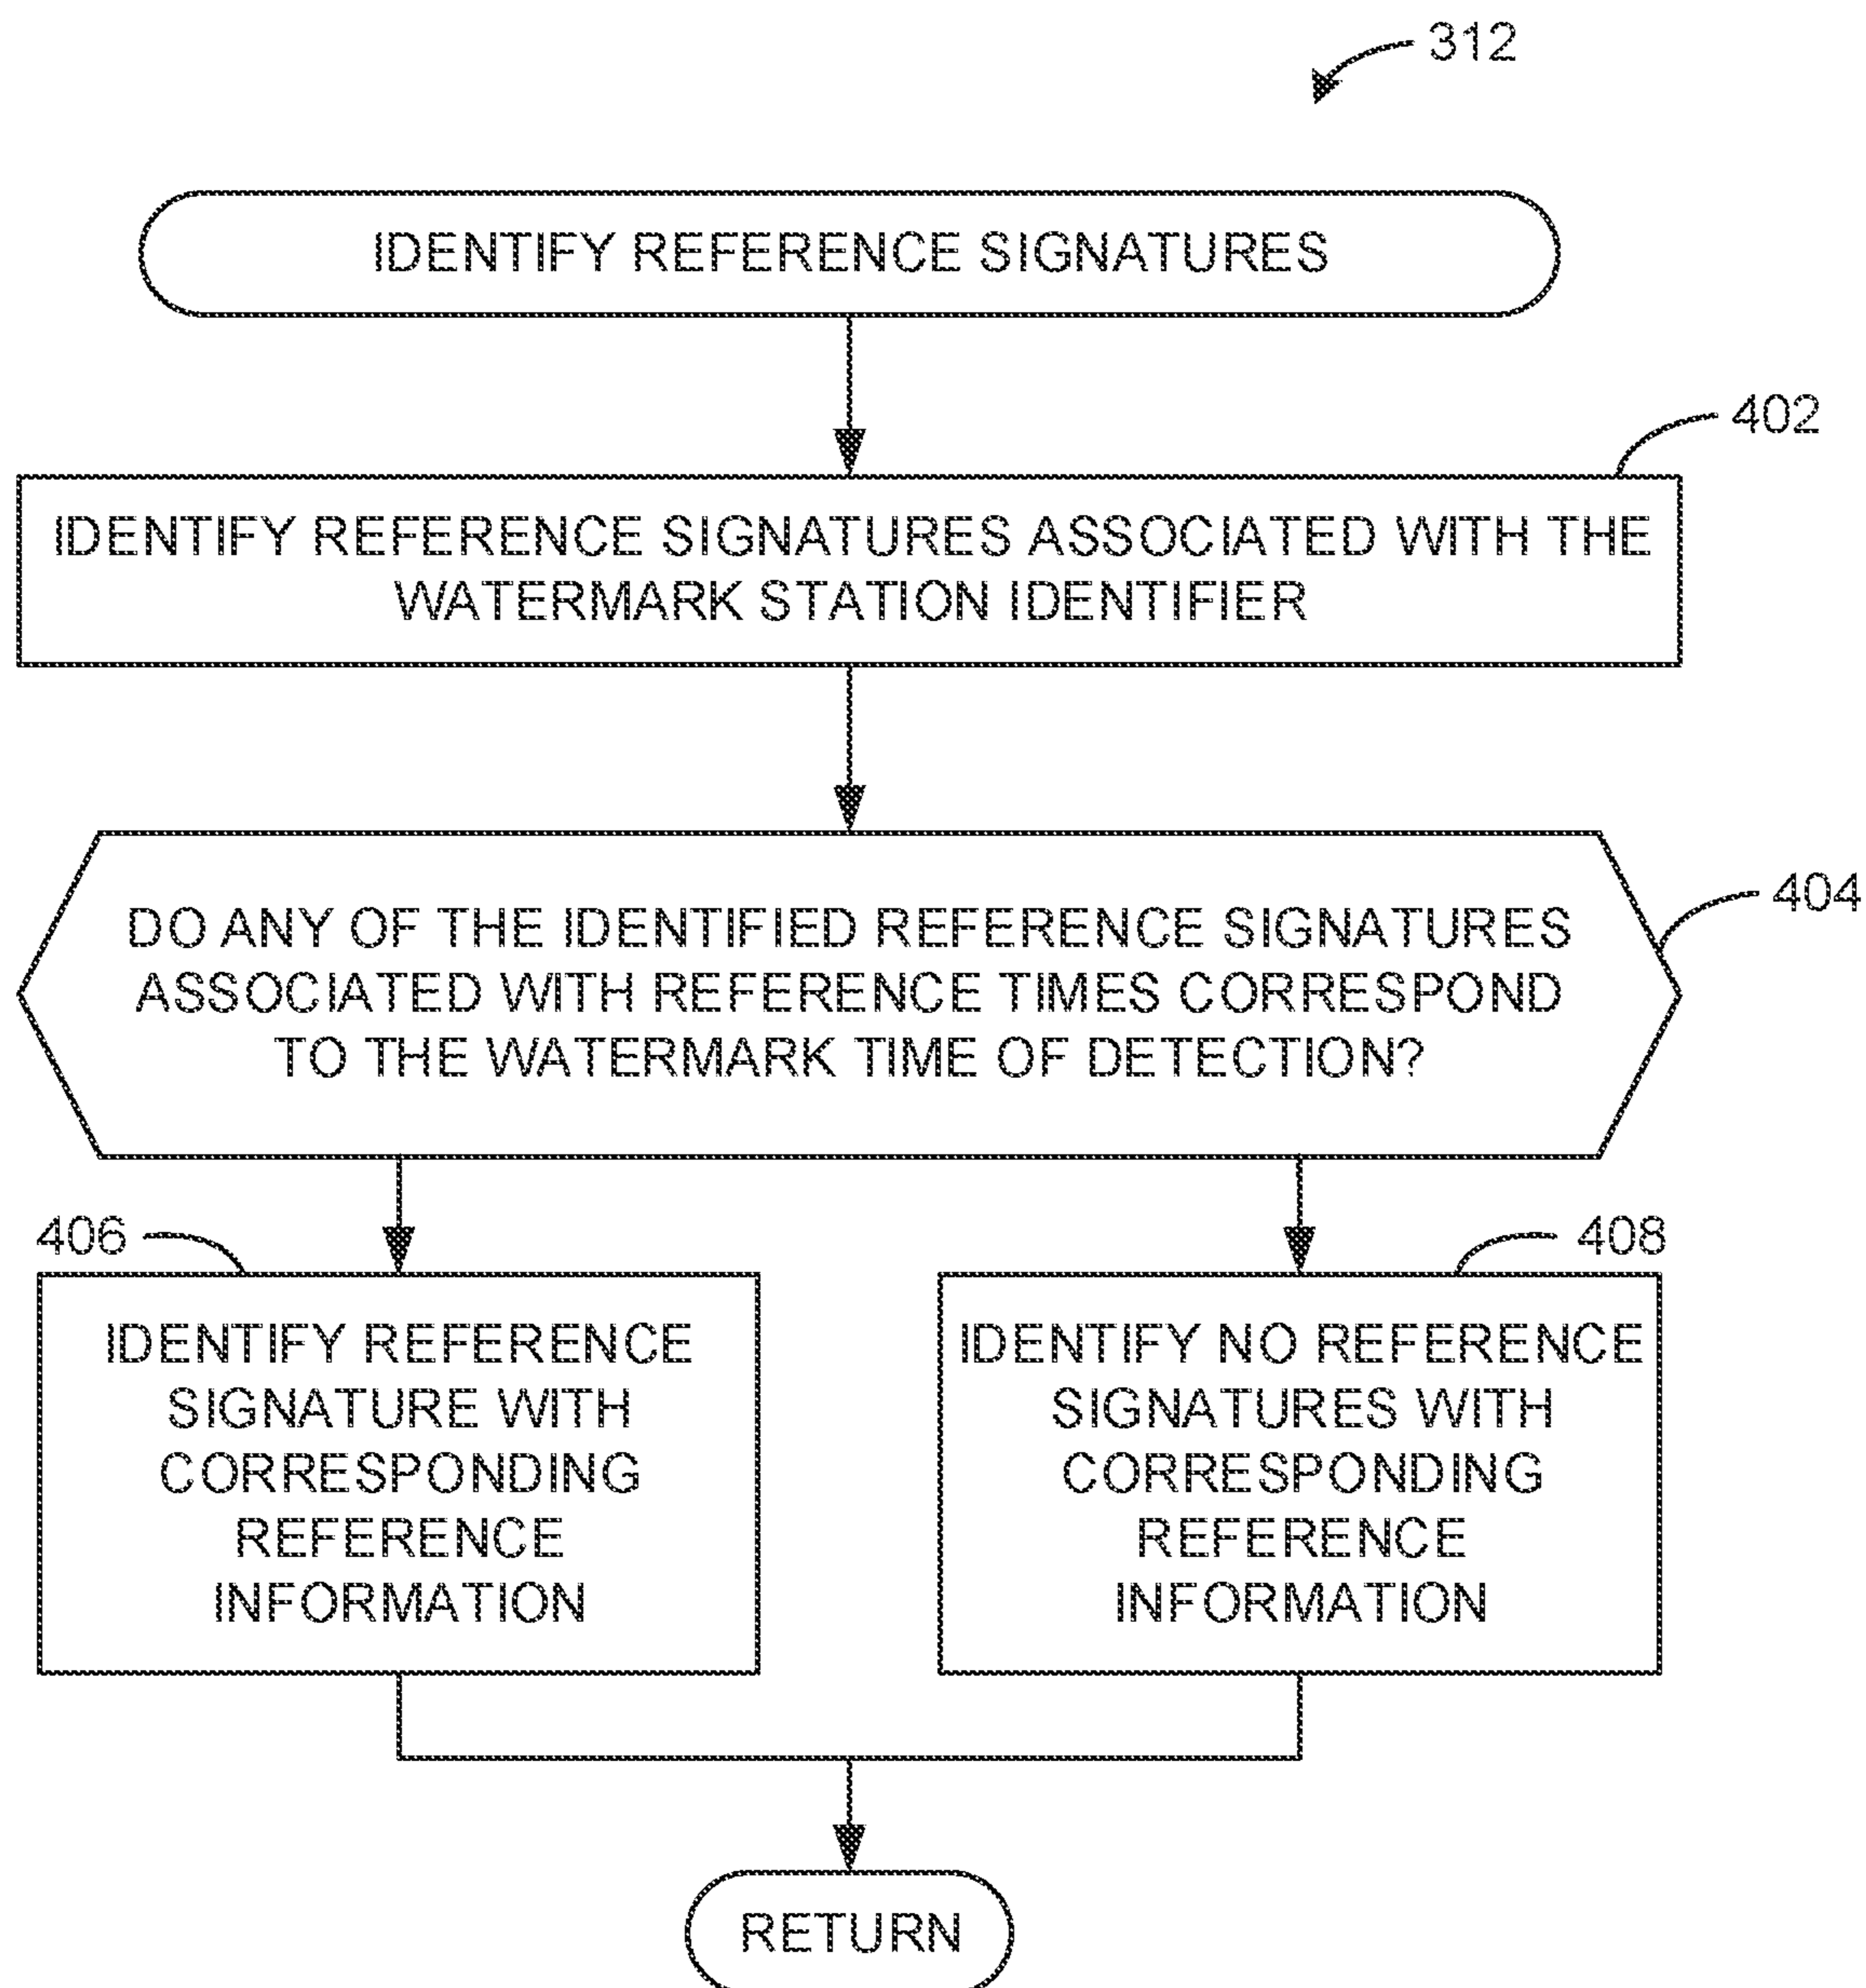 312
IDENTIFY REFERENCE SIGNATURES
402
IDENTIFY REFERENCE SIGNATURES ASSOCIATED WITH THE
WATERMARK STATION IDENTIFIER
404
DO ANY OF THE IDENTIFIED REFERENCE SIGNATURES
ASSOCIATED WITH REFERENCE TIMES CORRESPOND
TO THE WATERMARK TIME OF DETECTION?
406
IDENTIFY REFERENCE
SIGNATURE WITH
CORRESPONDING
REFERENCE
INFORMATION
408
IDENTIFY NO REFERENCE
SIGNATURES WITH
CORRESPONDING
REFERENCE
INFORMATION
RETURN